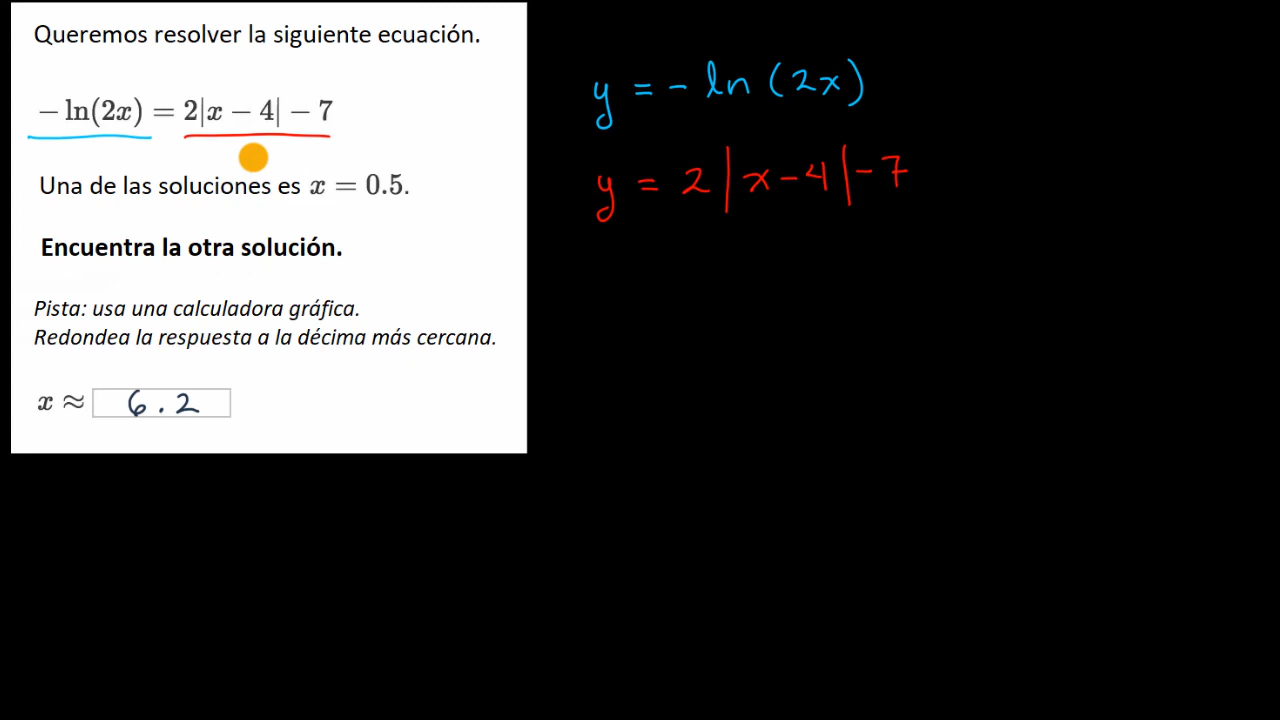 Queremos resolver la siguiente ecuación.
− ln(2x) = 2|x − 4| − 7
Una de las soluciones es x = 0.5.
Encuentra la otra solución.
Pista: usa una calculadora gráfica.
Redondea la respuesta a la décima más cercana.
x ≈ 6.2
y = - ln (2x)
y = 2 |x-4| -7